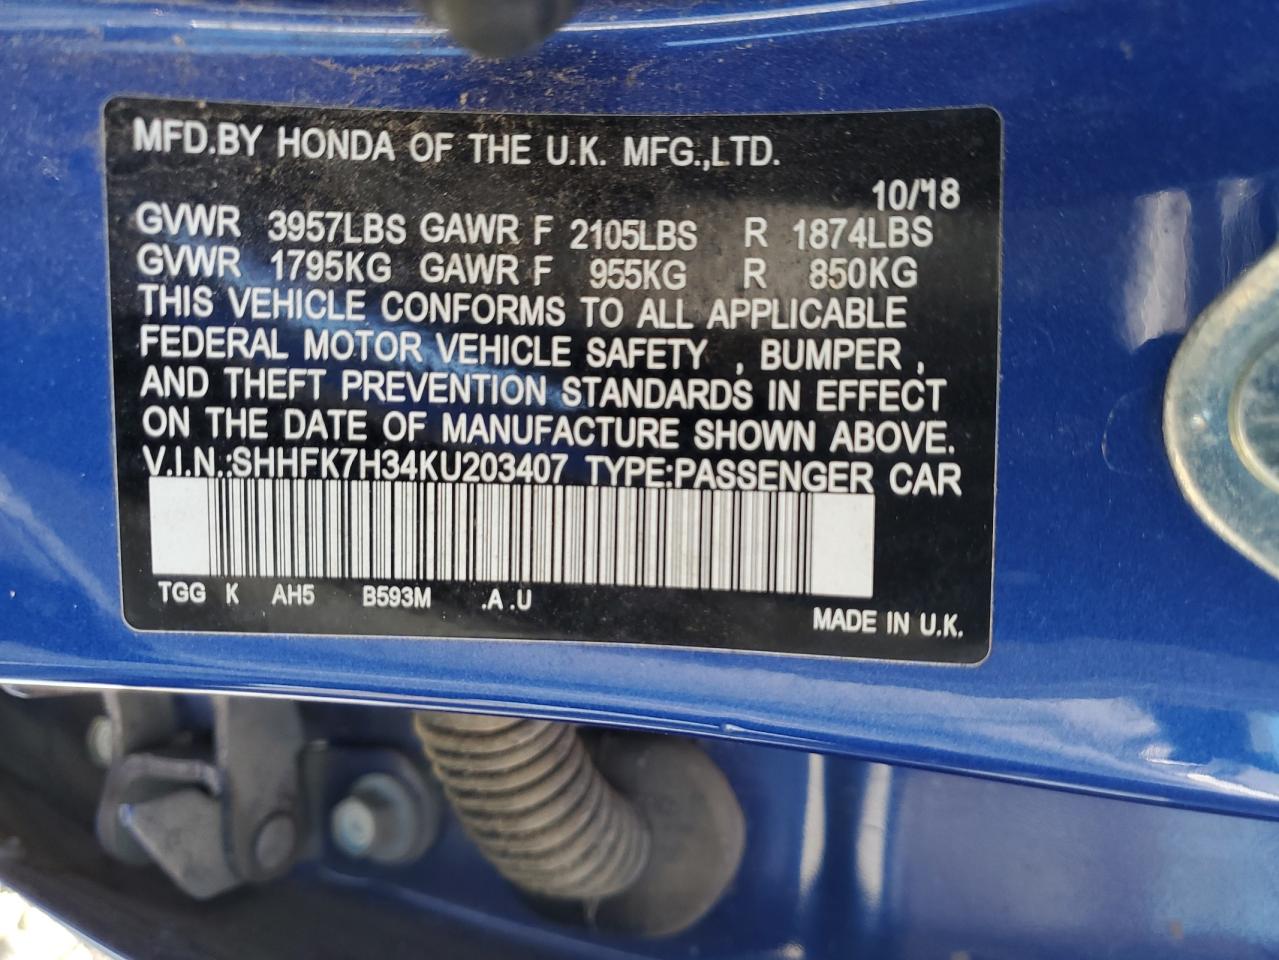 MFD.BY HONDA OF THE U.K. MFG.,LTD.
10/'18
GVWR 3957LBS GAWR F 2105LBS R 1874LBS
GVWR 1795KG GAWR F 955KG R 850KG
THIS VEHICLE CONFORMS TO ALL APPLICABLE
FEDERAL MOTOR VEHICLE SAFETY , BUMPER ,
AND THEFT PREVENTION STANDARDS IN EFFECT
ON THE DATE OF MANUFACTURE SHOWN ABOVE.
V.I.N.:SHHFK7H34KU203407 TYPE:PASSENGER CAR
TGG K AH5 B593M .A .U
MADE IN U.K.